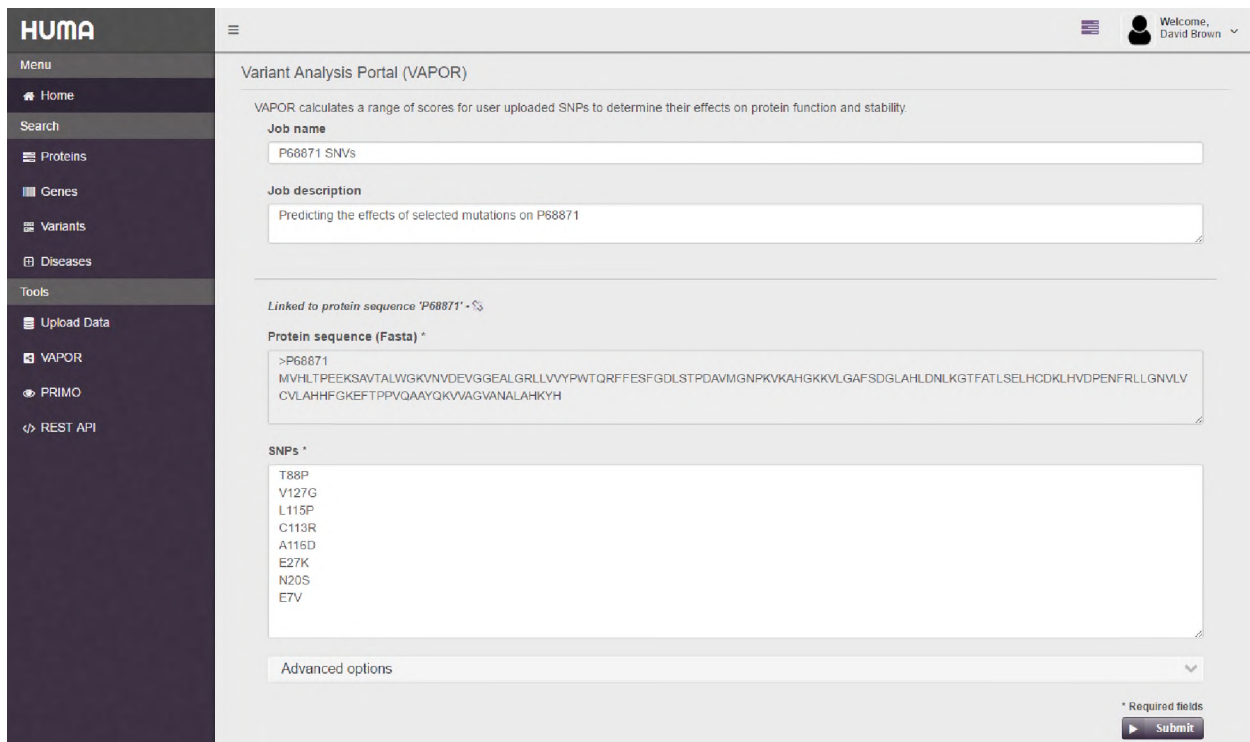 HUMA
Welcome,
David Brown
Menu
Home
Search
Proteins
Genes
Variants
Diseases
Tools
Upload Data
VAPOR
PRIMO
</> REST API
Variant Analysis Portal (VAPOR)
VAPOR calculates a range of scores for user uploaded SNPs to determine their effects on protein function and stability.
Job name
P68871 SNVs
Job description
Predicting the effects of selected mutations on P68871
Linked to protein sequence 'P68871' -
Protein sequence (Fasta) *
>P68871
MVHLTPEEKSAVTALWGKVNVDEVGGEALGRLLVVYPWTQRFFESFGDLSTPDAVMGNPKVKAHGKKVLGAFSDGLAHLDNLKGTFATLSELHCDKLHVDPENFRLLGNVLV
CVLAHHFGKEFTPPVQAAYQKVVAGVANALAHKYH
SNPs *
T88P
V127G
L115P
C113R
A116D
E27K
N20S
E7V
Advanced options
* Required fields
Submit